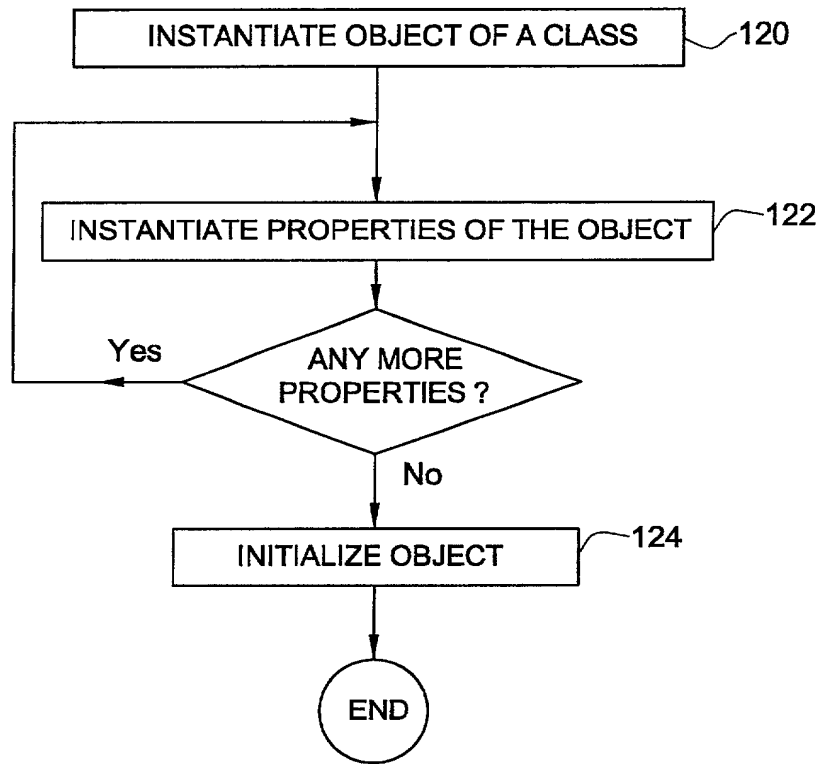 INSTANTIATE OBJECT OF A CLASS
120
INSTANTIATE PROPERTIES OF THE OBJECT
122
Yes
ANY MORE
PROPERTIES ?
No
INITIALIZE OBJECT
124
END